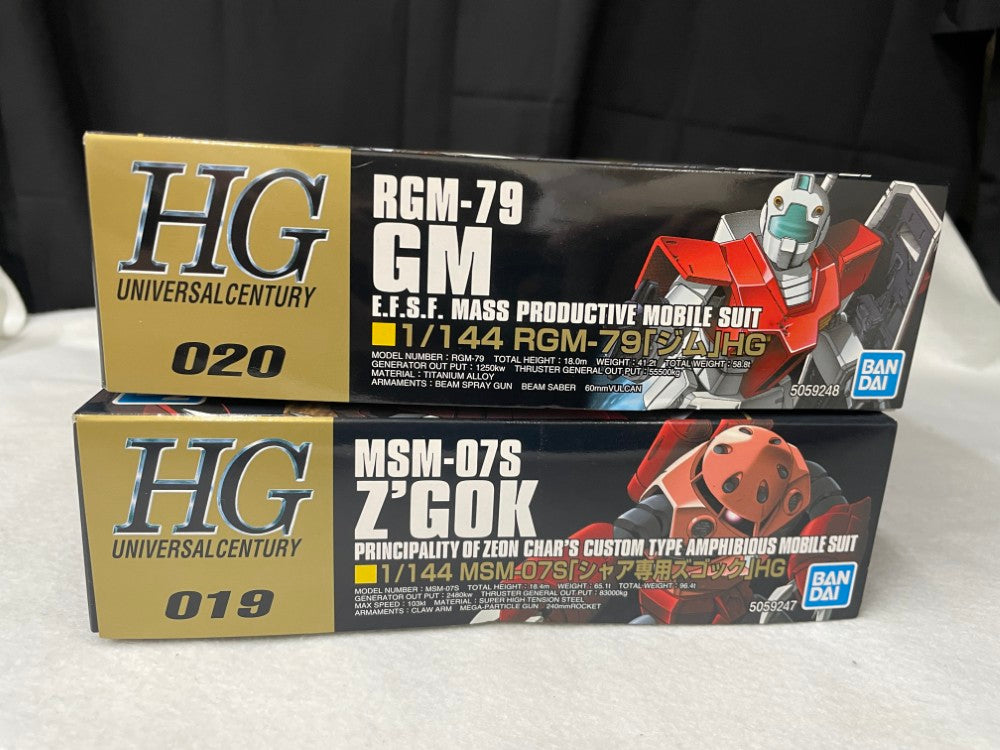 HG
UNIVERSALCENTURY
020
RGM-79
GM
E.F.S.F. MASS PRODUCTIVE MOBILE SUIT
1/144 RGM-79「ジム」HG
MODEL NUMBER : RGM-79 TOTAL HEIGHT : 18.0m WEIGHT : 41.2t TOTAL WEIGHT : 58.8t
GENERATOR OUT PUT : 1250kw THRUSTER GENERAL OUT PUT : 55500kg
MATERIAL : TITANIUM ALLOY
ARMAMENTS : BEAM SPRAY GUN BEAM SABER 60mmVULCAN
5059248
BAN
DAI
HG
UNIVERSALCENTURY
019
MSM-07S
Z'GOK
PRINCIPALITY OF ZEON CHAR'S CUSTOM TYPE AMPHIBIOUS MOBILE SUIT
1/144 MSM-07S「シャア専用ズゴック」HG
MODEL NUMBER : MSM-07S TOTAL HEIGHT : 18.4m WEIGHT : 65.1t TOTAL WEIGHT : 96.4t
GENERATOR OUT PUT : 2480kw THRUSTER GENERAL OUT PUT : 83000kg
MAX SPEED : 103kt MATERIAL : SUPER HIGH TENSION STEEL
ARMAMENTS : CLAW ARM MEGA-PARTICLE GUN 240mmROCKET
5059247
BAN
DAI